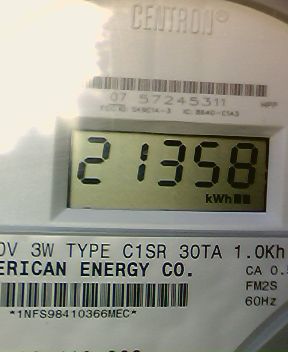 CENTRON®
07 57245311
21358
kWh
0V 3W TYPE C1SR 30TA 1.0Kh
ERICAN ENERGY CO.
CA 0.5
FM2S
60Hz
*1NFS98410366MEC*